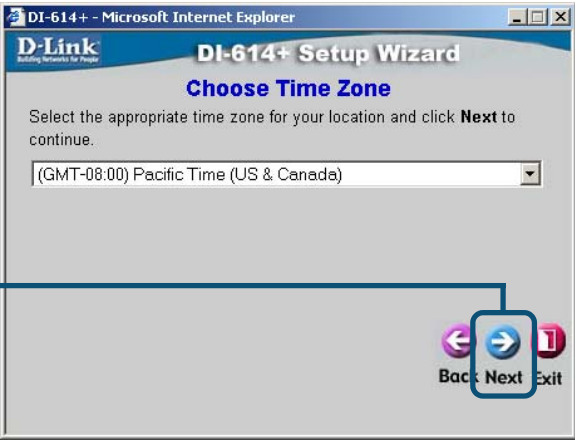 DI-614+ - Microsoft Internet Explorer
D-Link
Building Networks for People
DI-614+ Setup Wizard
Choose Time Zone
Select the appropriate time zone for your location and click Next to
continue.
(GMT-08:00) Pacific Time (US & Canada)
Back Next Exit